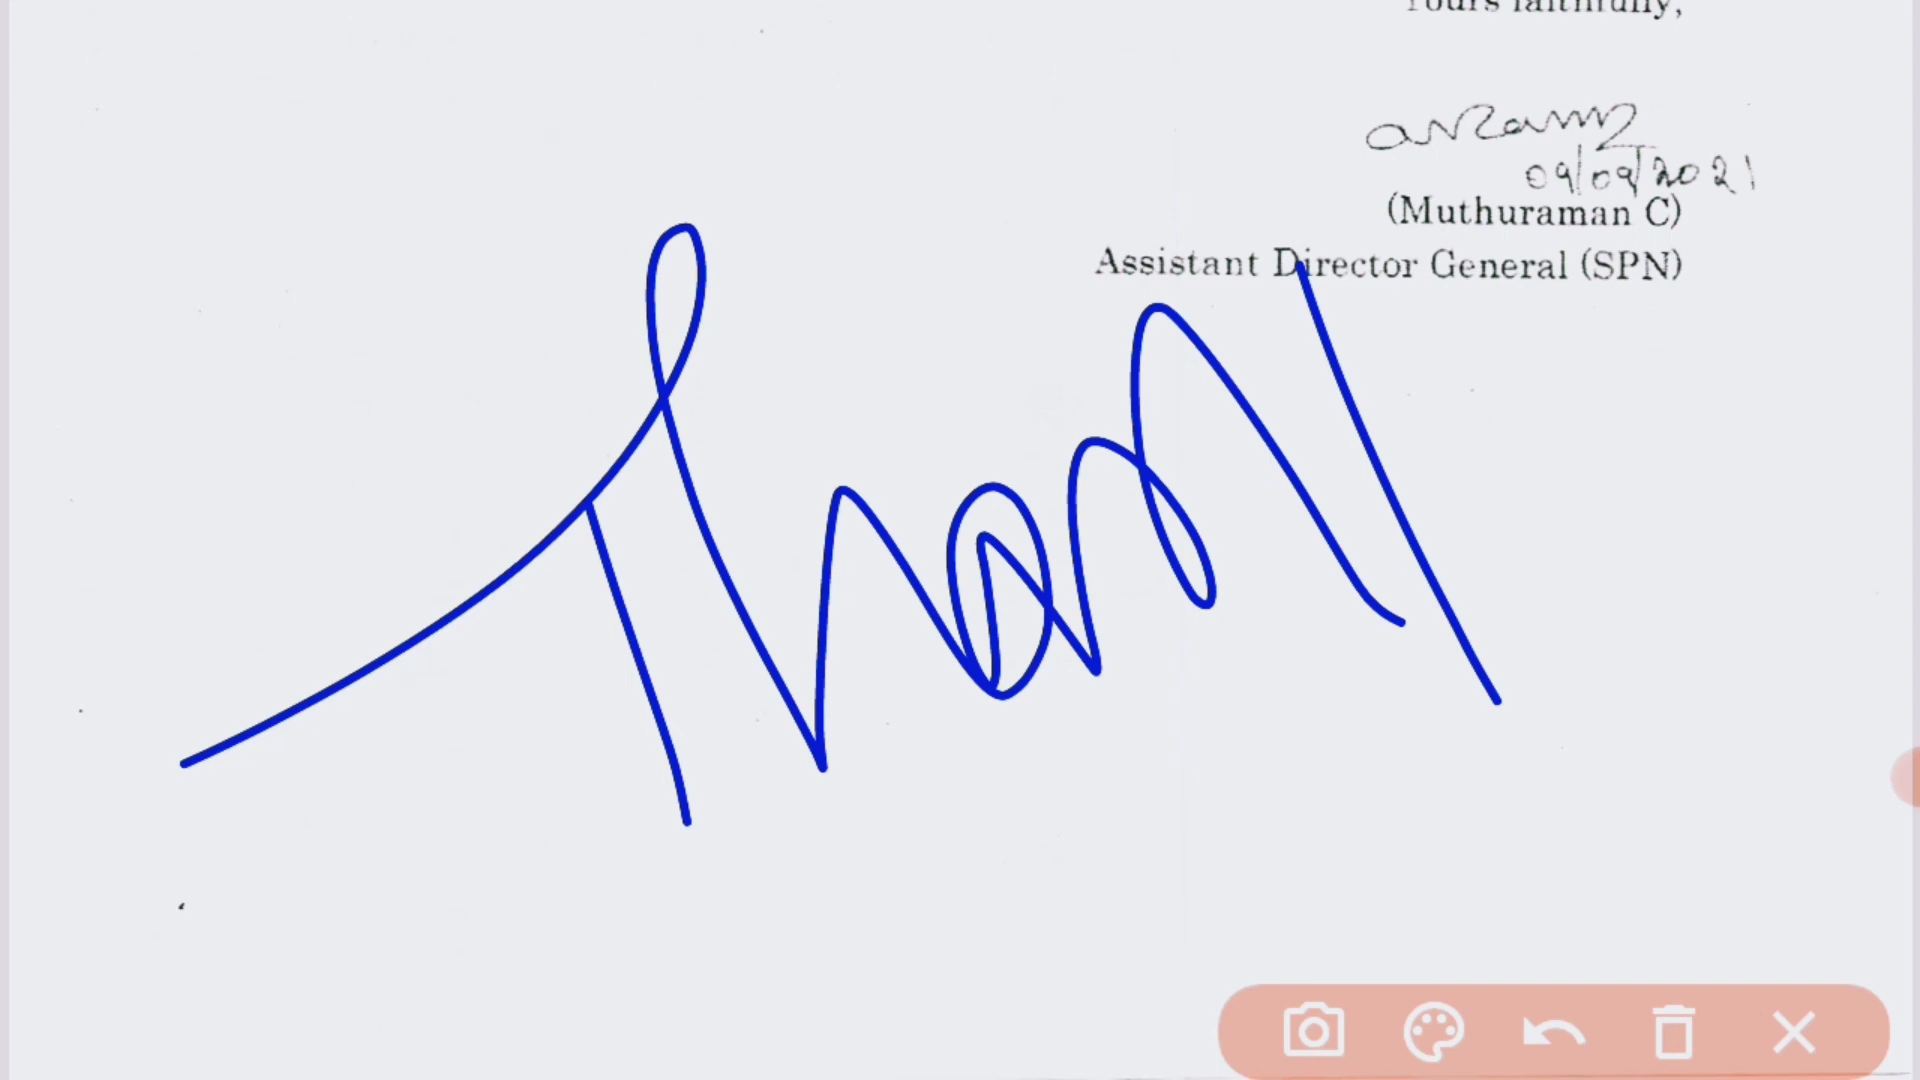 Yours faithfully,
09/09/2021
(Muthuraman C)
Assistant Director General (SPN)